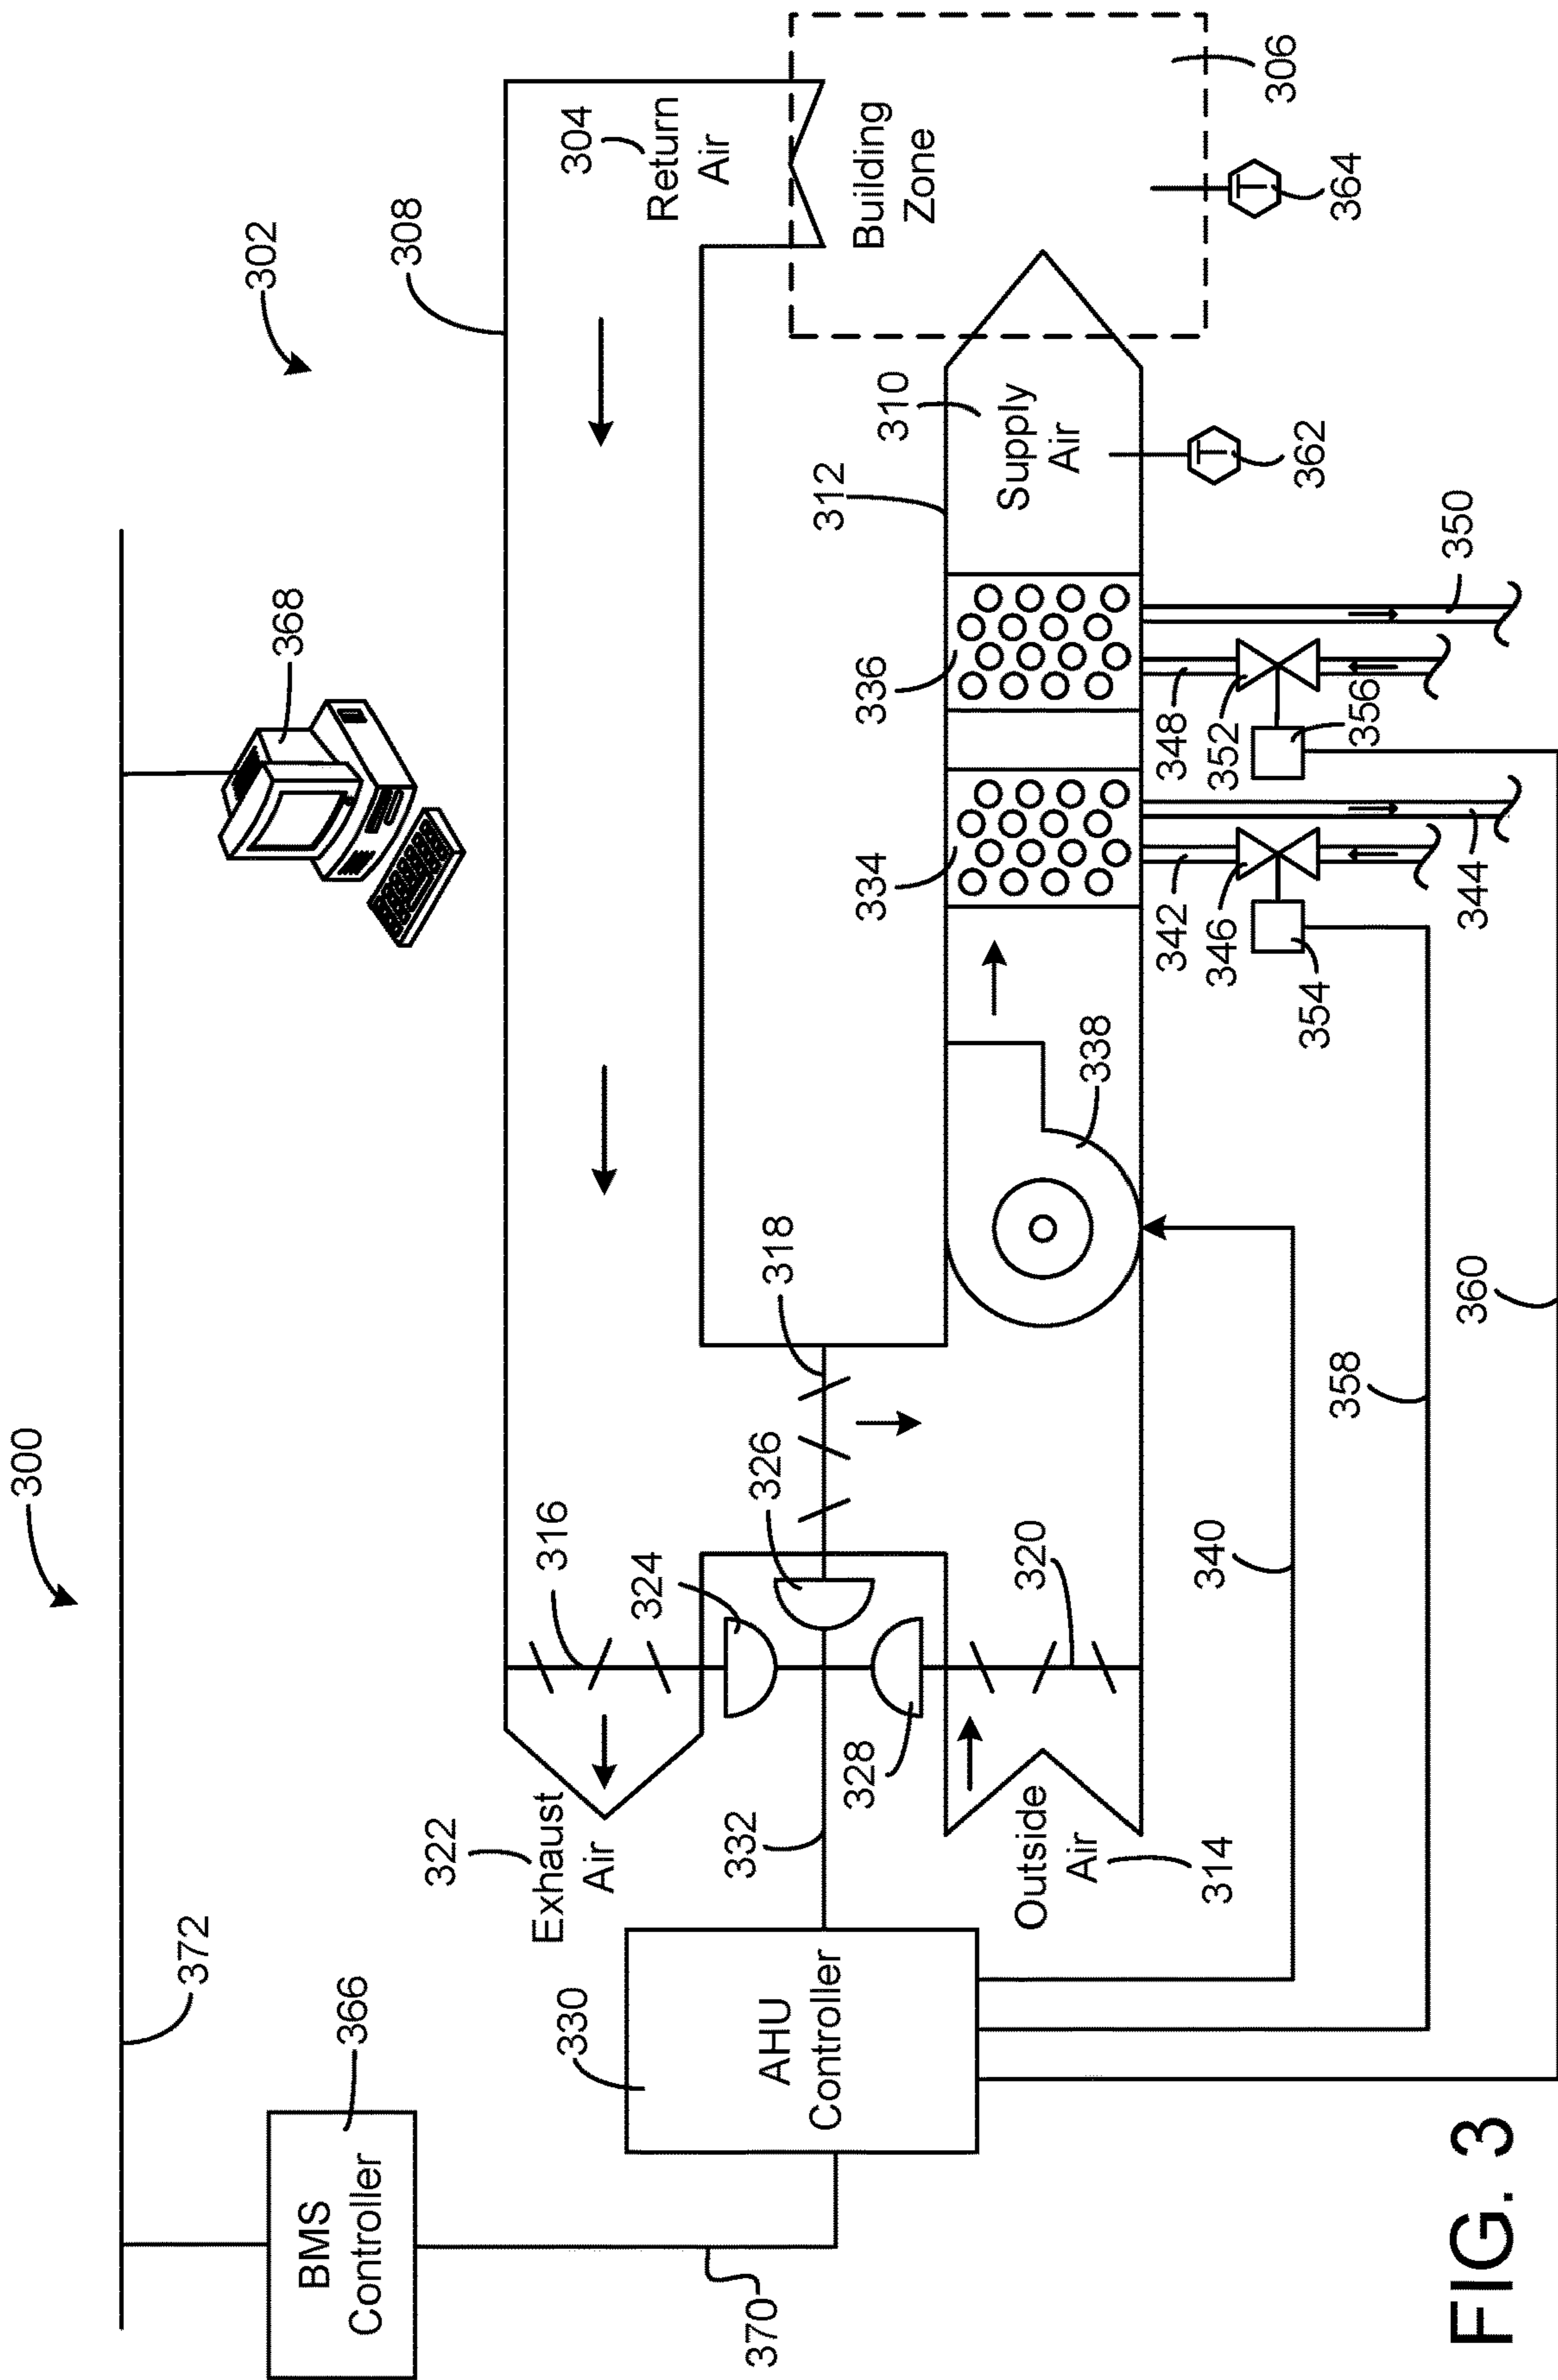 300
372
366
BMS
Controller
370
368
302
308
304
Return
Air
306
Building
Zone
364
330
AHU
Controller
322
Exhaust
Air
316
324
326
318
332
328
Outside
Air
314
320
338
334
336
312
310
Supply
Air
362
340
358
360
342
346
354
344
348
352
356
350
T
T
FIG. 3